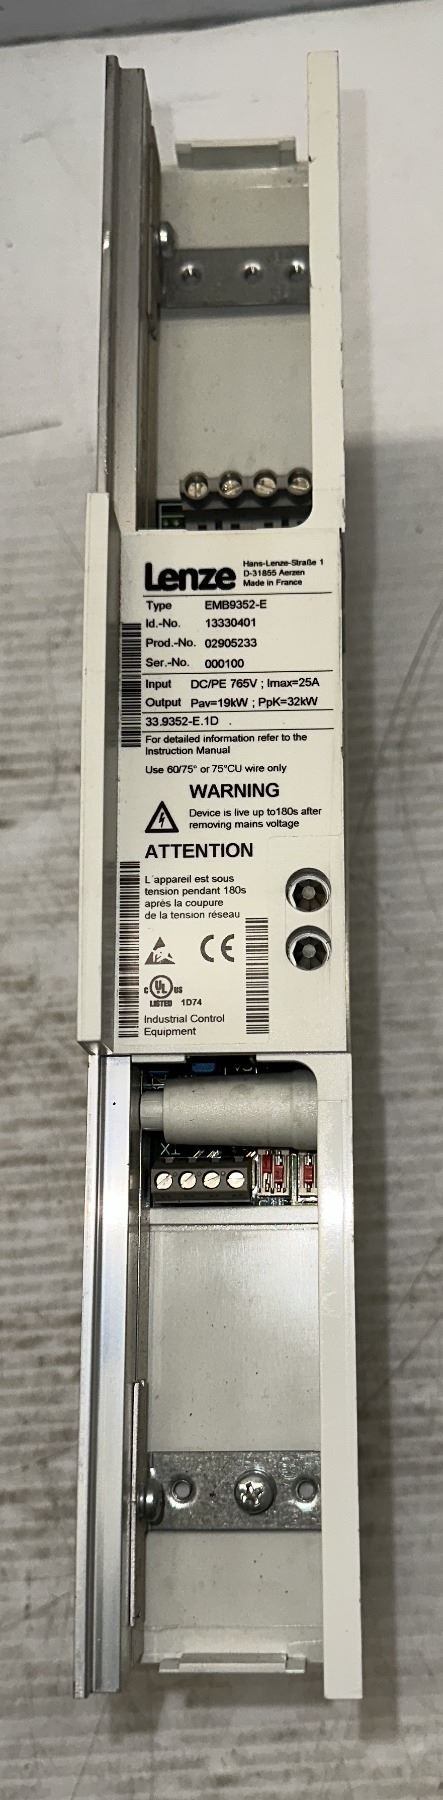 Lenze
Hans-Lenze-Straße 1
D-31855 Aerzen
Made in France
Type EMB9352-E
Id.-No. 13330401
Prod.-No. 02905233
Ser.-No. 000100
Input DC/PE 765V ; Imax=25A
Output Pav=19kW ; PpK=32kW
33.9352-E.1D .
For detailed information refer to the
Instruction Manual
Use 60/75° or 75°CU wire only
WARNING
Device is live up to180s after
removing mains voltage
ATTENTION
L'appareil est sous
tension pendant 180s
après la coupure
de la tension réseau
CE
C UL US
LISTED 1D74
Industrial Control
Equipment